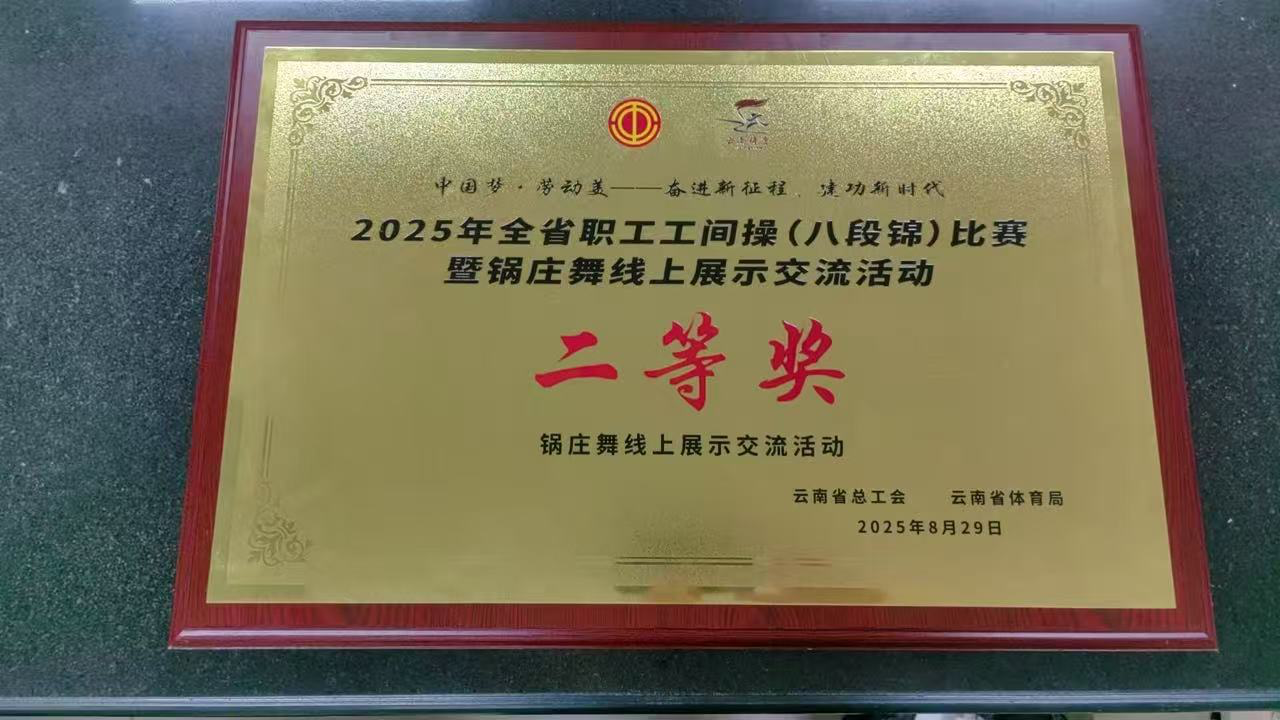 云南体育
中国梦·劳动美——奋进新征程、建功新时代
2025年全省职工工间操(八段锦)比赛
暨锅庄舞线上展示交流活动
二等奖
锅庄舞线上展示交流活动
云南省总工会 云南省体育局
2025年8月29日